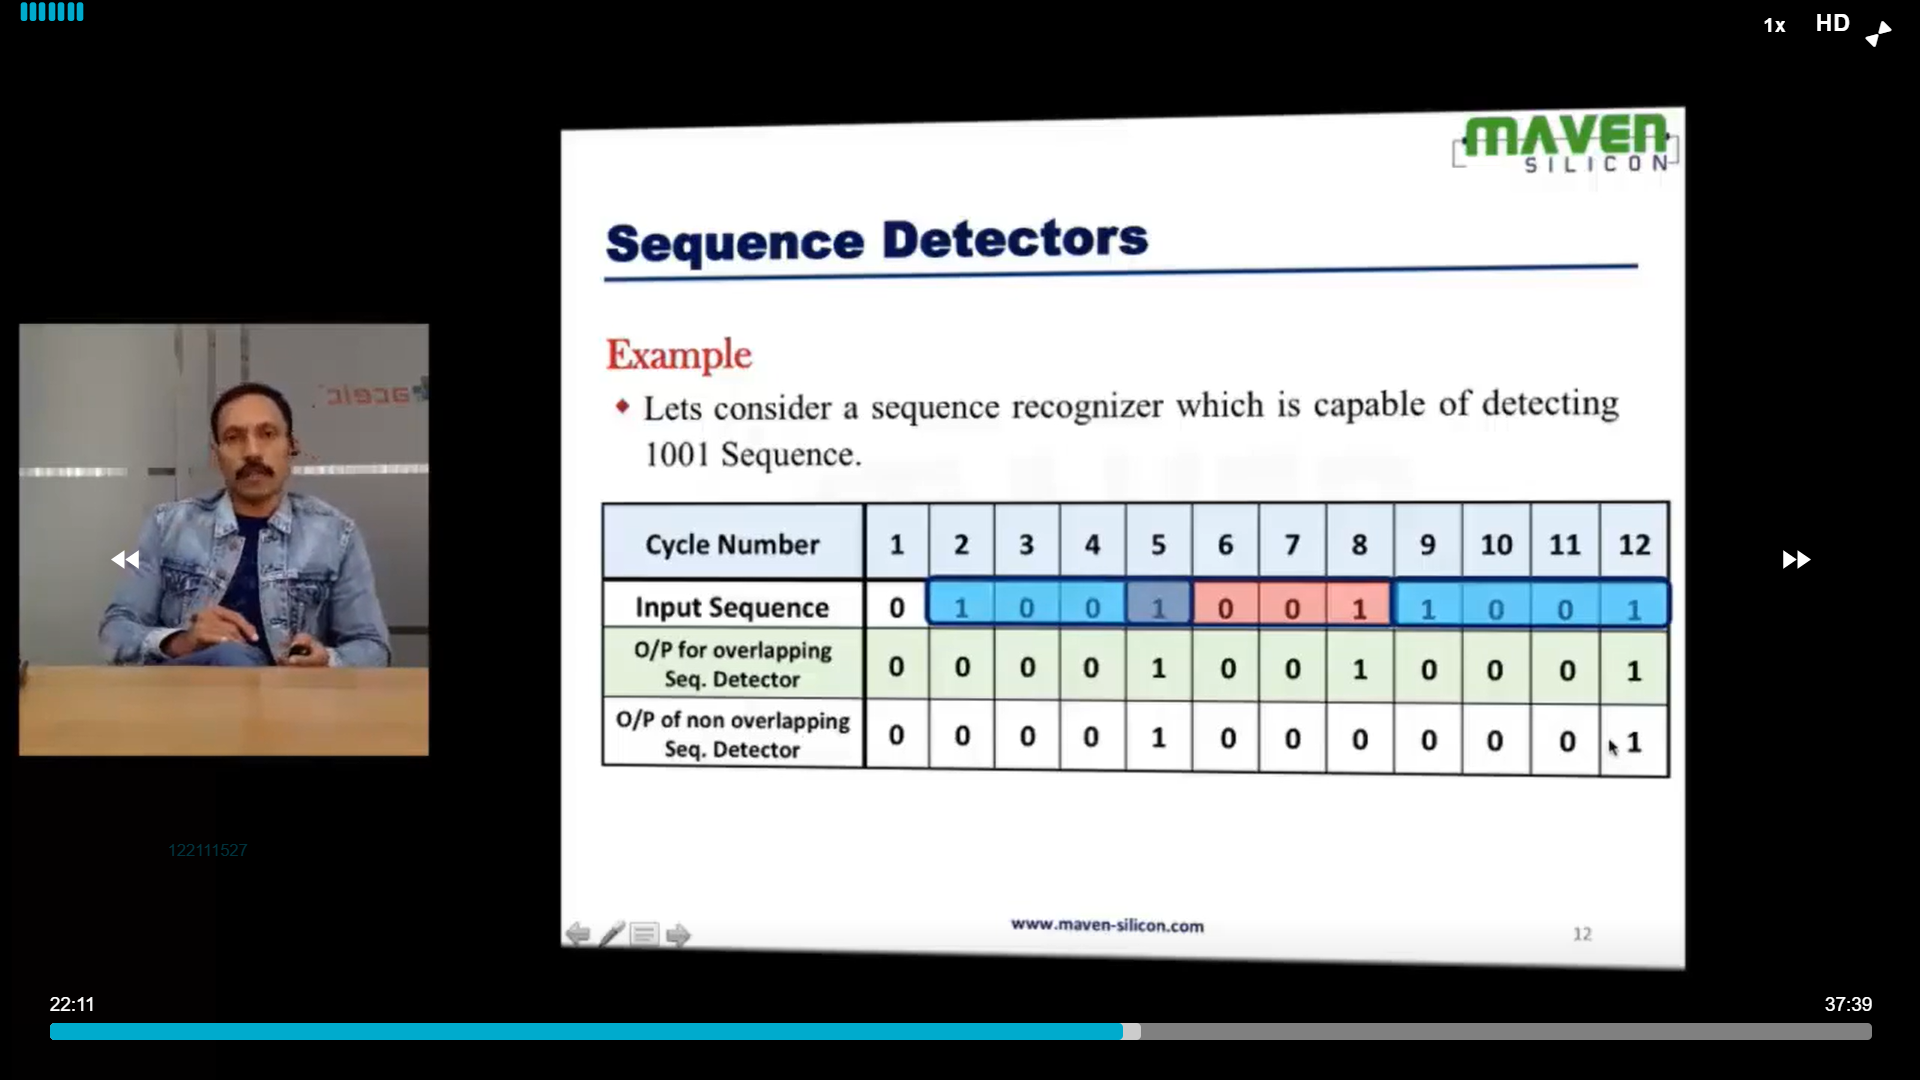 1x HD
MAVEN
SILICON
Sequence Detectors
Example
Lets consider a sequence recognizer which is capable of detecting
1001 Sequence.
Cycle Number 1 2 3 4 5 6 7 8 9 10 11 12
Input Sequence 0 1 0 0 1 0 0 1 1 0 0 1
O/P for overlapping
Seq. Detector 0 0 0 0 1 0 0 1 0 0 0 1
O/P of non overlapping
Seq. Detector 0 0 0 0 1 0 0 0 0 0 0 1
122111527
www.maven-silicon.com
12
22:11
37:39